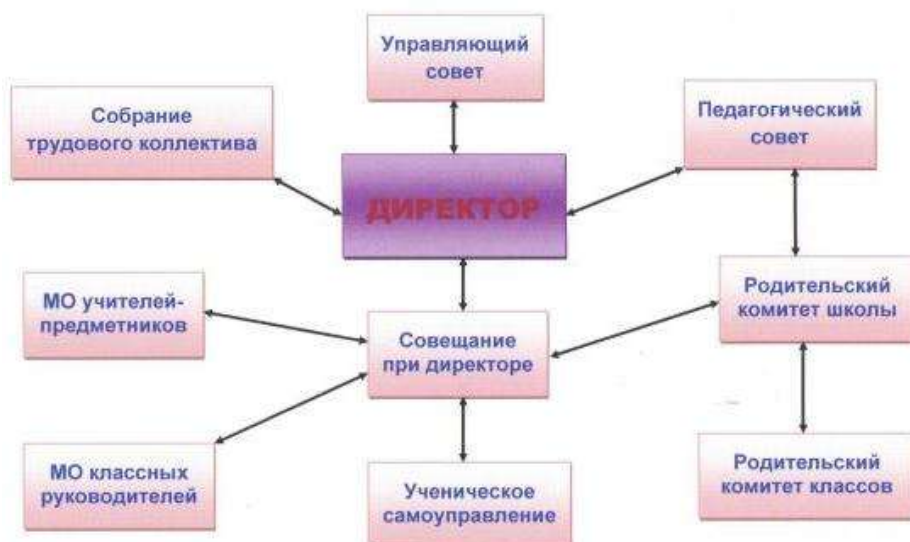 Управляющий
совет
Собрание
трудового коллектива
Педагогический
совет
ДИРЕКТОР
МО учителей-
предметников
Совещание
при директоре
Родительский
комитет школы
МО классных
руководителей
Ученическое
самоуправление
Родительский
комитет классов